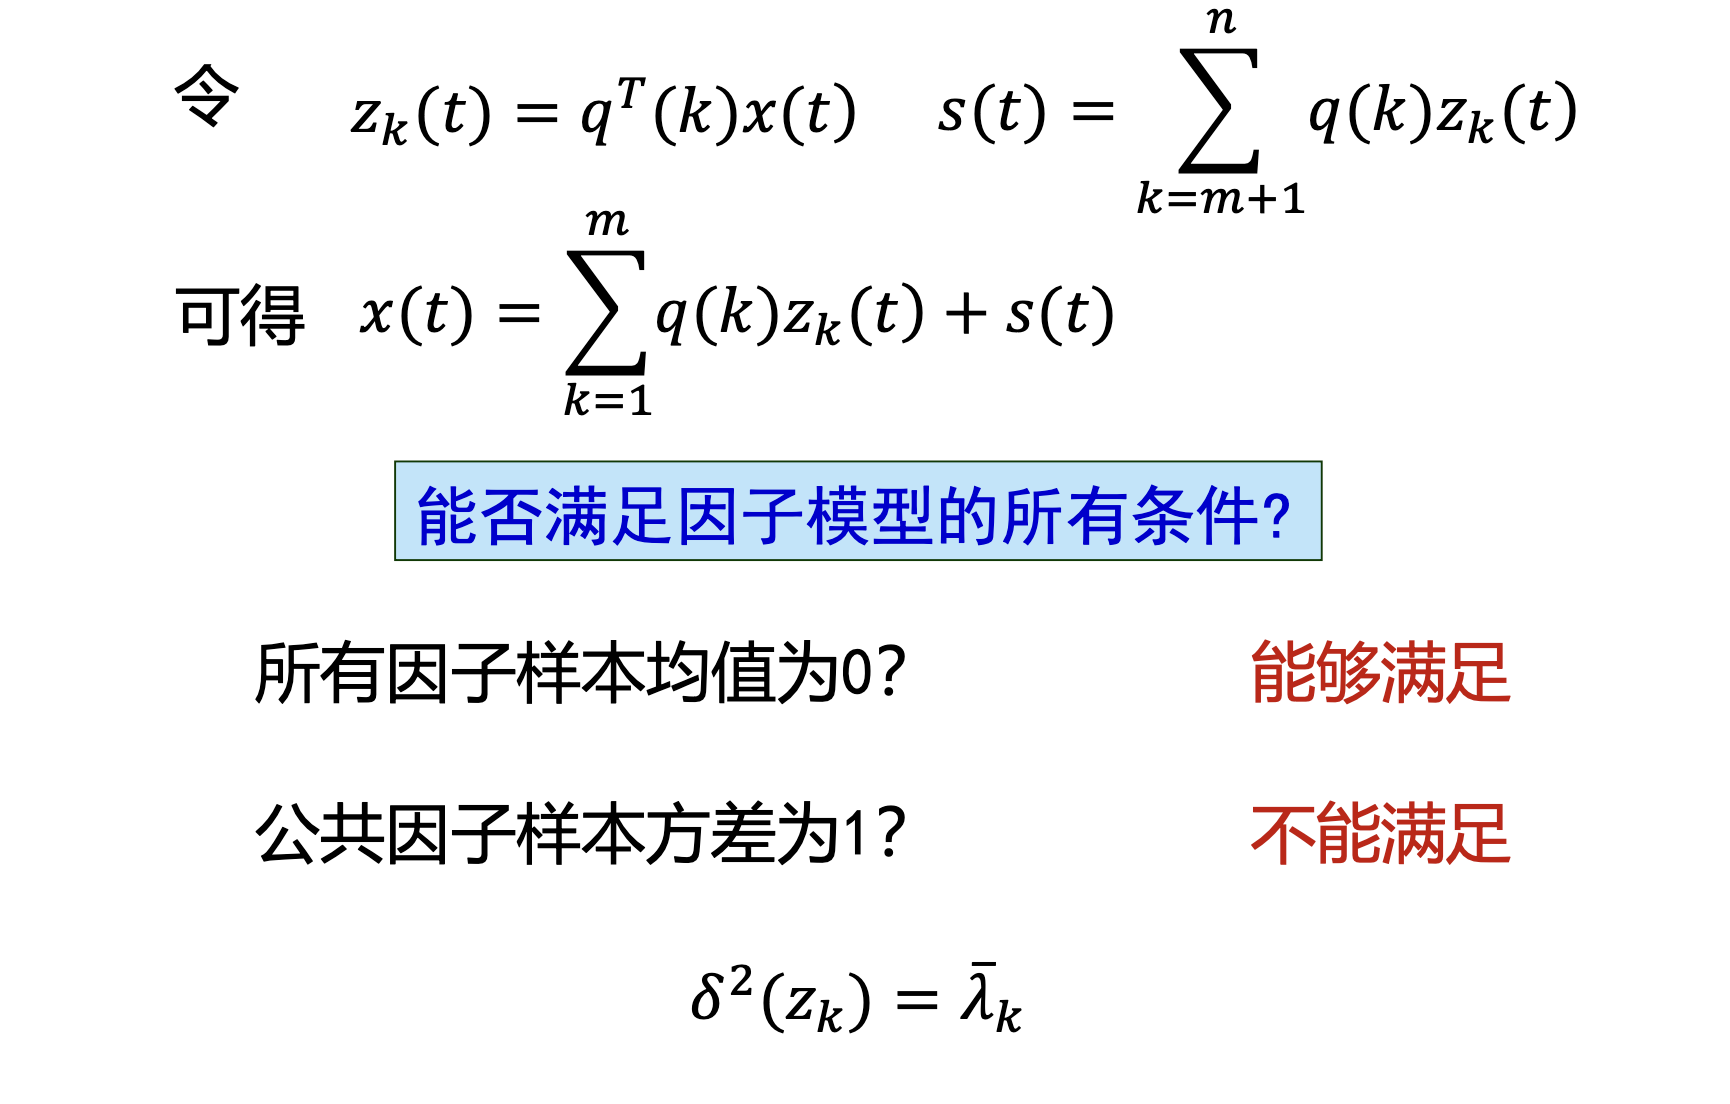 令 $z_k(t) = q^T(k)x(t)$ $s(t) = \sum_{k=m+1}^{n} q(k)z_k(t)$
可得 $x(t) = \sum_{k=1}^{m} q(k)z_k(t) + s(t)$
能否满足因子模型的所有条件?
所有因子样本均值为0? 能够满足
公共因子样本方差为1? 不能满足
$\delta^2(z_k) = \bar{\lambda}_k$